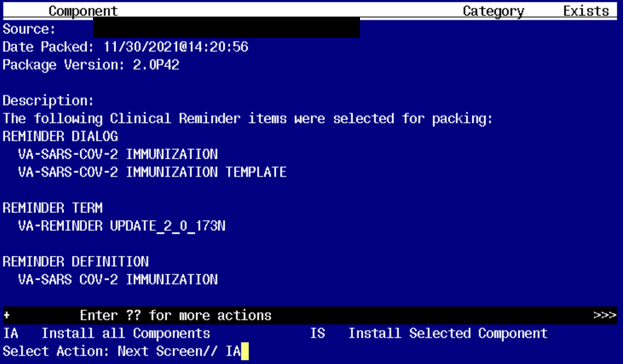 Component Category Exists
Source:
Date Packed: 11/30/2021@14:20:56
Package Version: 2.0P42
Description:
The following Clinical Reminder items were selected for packing:
REMINDER DIALOG
VA-SARS-COV-2 IMMUNIZATION
VA-SARS-COV-2 IMMUNIZATION TEMPLATE
REMINDER TERM
VA-REMINDER UPDATE_2_0_173N
REMINDER DEFINITION
VA-SARS COV-2 IMMUNIZATION
+ Enter ?? for more actions >>>
IA Install all Components IS Install Selected Component
Select Action: Next Screen// IA